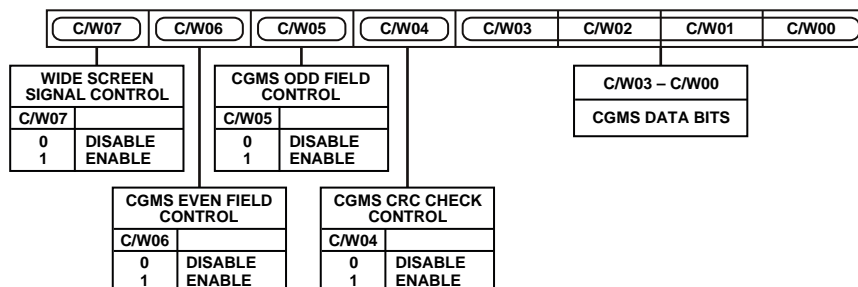 C/W07 C/W06 C/W05 C/W04 C/W03 C/W02 C/W01 C/W00
WIDE SCREEN
SIGNAL CONTROL
C/W07
0 DISABLE
1 ENABLE
CGMS ODD FIELD
CONTROL
C/W05
0 DISABLE
1 ENABLE
C/W03 – C/W00
CGMS DATA BITS
CGMS EVEN FIELD
CONTROL
C/W06
0 DISABLE
1 ENABLE
CGMS CRC CHECK
CONTROL
C/W04
0 DISABLE
1 ENABLE